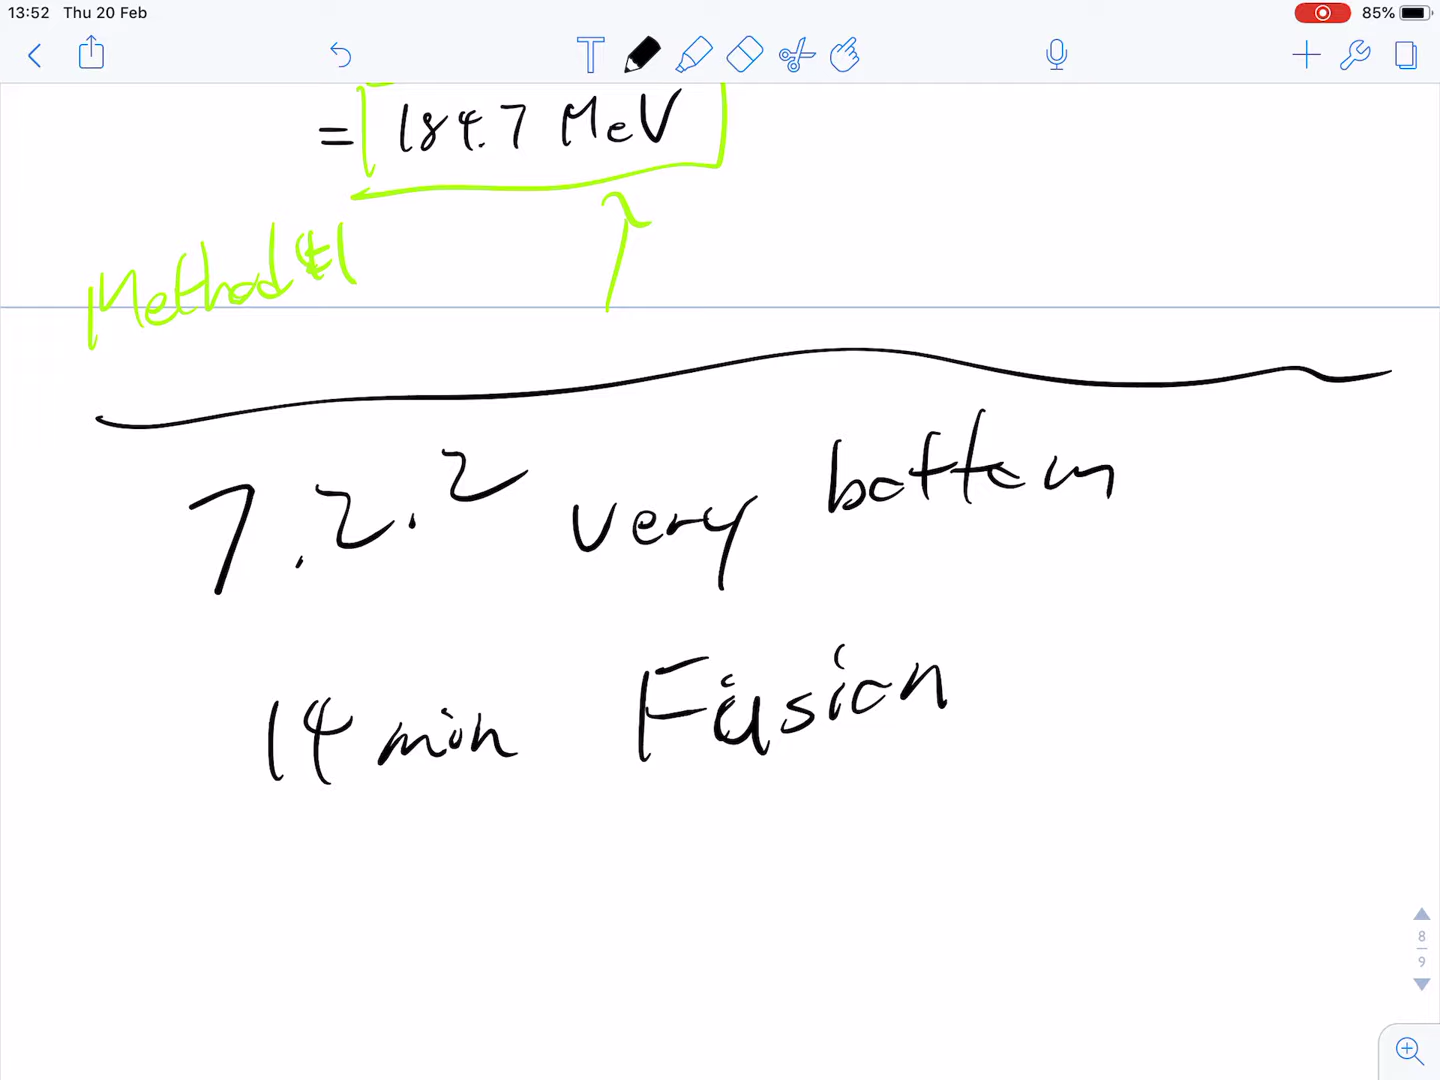 13:52 Thu 20 Feb 85%
T
= 184.7 MeV
Method #1
7.2.2 very bottom
14 min Fusion
8
9